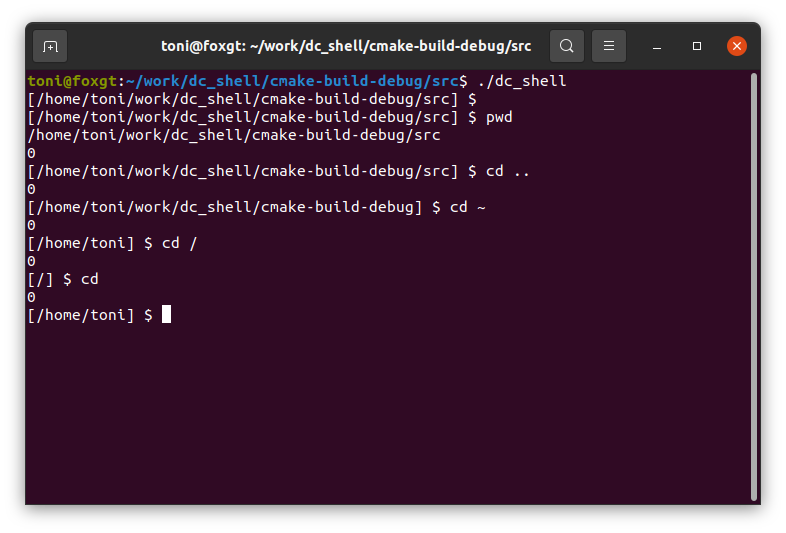 toni@foxgt: ~/work/dc_shell/cmake-build-debug/src
toni@foxgt:~/work/dc_shell/cmake-build-debug/src$ ./dc_shell
[/home/toni/work/dc_shell/cmake-build-debug/src] $
[/home/toni/work/dc_shell/cmake-build-debug/src] $ pwd
/home/toni/work/dc_shell/cmake-build-debug/src
0
[/home/toni/work/dc_shell/cmake-build-debug/src] $ cd ..
0
[/home/toni/work/dc_shell/cmake-build-debug] $ cd ~
0
[/home/toni] $ cd /
0
[/] $ cd
0
[/home/toni] $